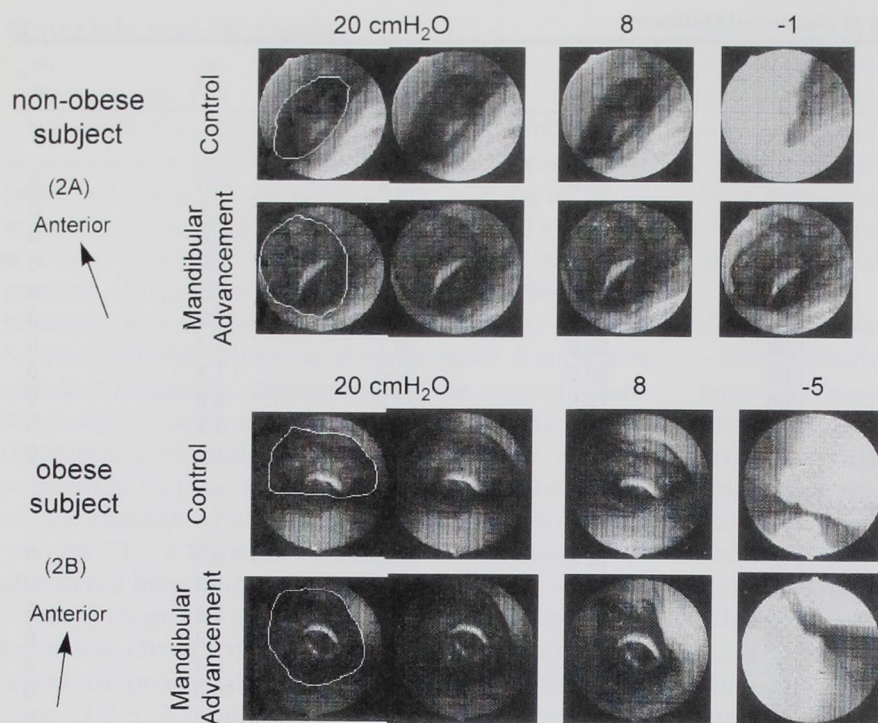 20 cmH₂O 8 -1
non-obese
subject
(2A)
Anterior
Control
Mandibular
Advancement
20 cmH₂O 8 -5
obese
subject
(2B)
Anterior
Control
Mandibular
Advancement